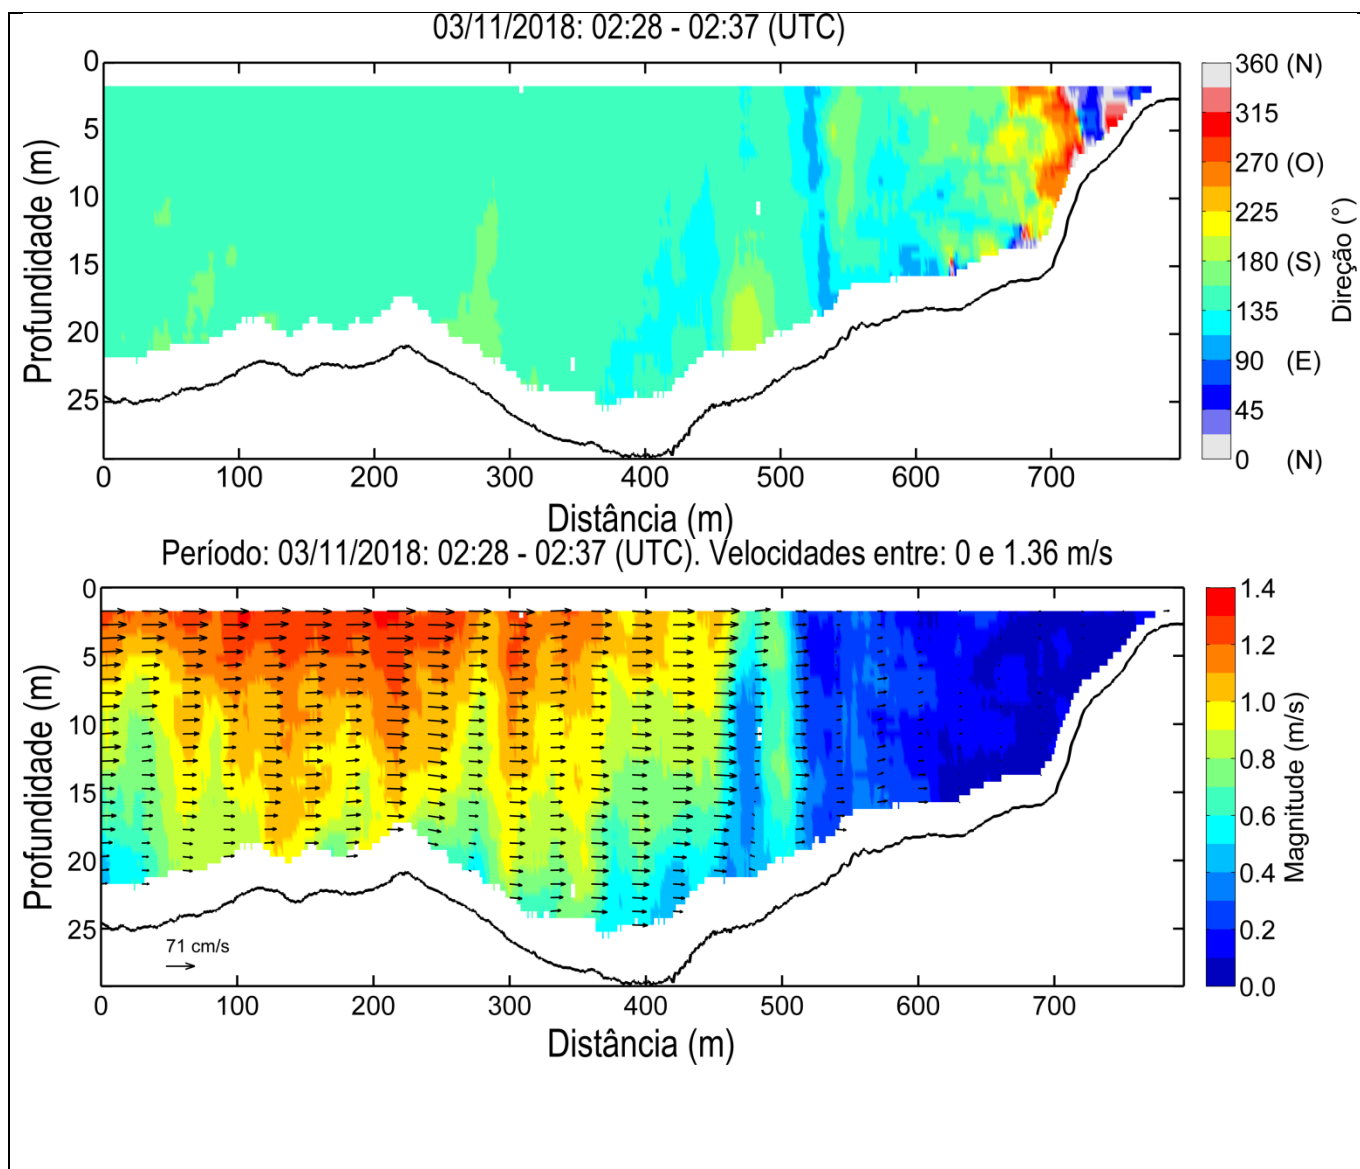 03/11/2018: 02:28 - 02:37 (UTC)
0
5
10
15
20
25
Profundidade (m)
0 100 200 300 400 500 600 700
Distância (m)
360 (N)
315
270 (O)
225
180 (S)
135
90 (E)
45
0 (N)
Direção (°)
Período: 03/11/2018: 02:28 - 02:37 (UTC). Velocidades entre: 0 e 1.36 m/s
0
5
10
15
20
25
Profundidade (m)
71 cm/s
0 100 200 300 400 500 600 700
Distância (m)
1.4
1.2
1.0
0.8
0.6
0.4
0.2
0.0
Magnitude (m/s)